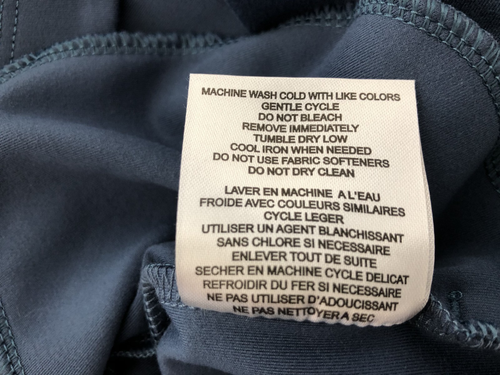 MACHINE WASH COLD WITH LIKE COLORS
GENTLE CYCLE
DO NOT BLEACH
REMOVE IMMEDIATELY
TUMBLE DRY LOW
COOL IRON WHEN NEEDED
DO NOT USE FABRIC SOFTENERS
DO NOT DRY CLEAN
LAVER EN MACHINE A L'EAU
FROIDE AVEC COULEURS SIMILAIRES
CYCLE LEGER
UTILISER UN AGENT BLANCHISSANT
SANS CHLORE SI NECESSAIRE
ENLEVER TOUT DE SUITE
SECHER EN MACHINE CYCLE DELICAT
REFROIDIR DU FER SI NECESSAIRE
NE PAS UTILISER D'ADOUCISSANT
NE PAS NETTOYER A SEC